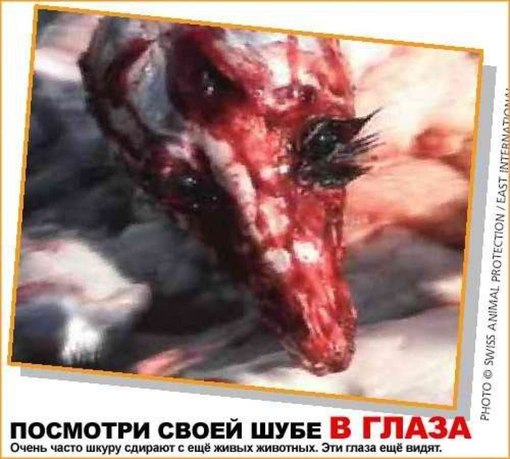 PHOTO © SWISS ANIMAL PROTECTION / EAST INTERNATIONAL
ПОСМОТРИ СВОЕЙ ШУБЕ В ГЛАЗА
Очень часто шкуру сдирают с ещё живых животных. Эти глаза ещё видят.